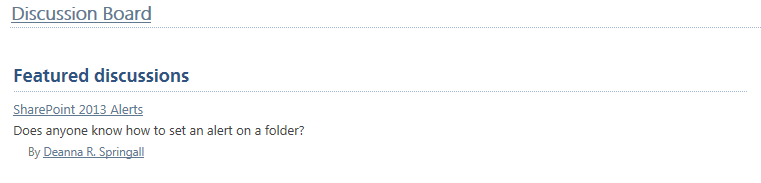 Discussion Board
Featured discussions
SharePoint 2013 Alerts
Does anyone know how to set an alert on a folder?
By Deanna R. Springall